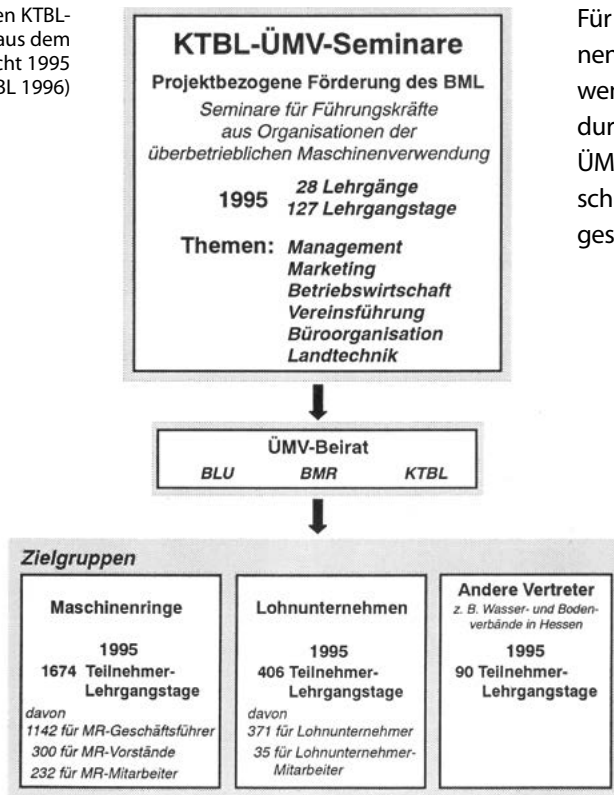 en KTBL-
aus dem
cht 1995
BL 1996)
KTBL-ÜMV-Seminare
Projektbezogene Förderung des BML
Seminare für Führungskräfte
aus Organisationen der
überbetrieblichen Maschinenverwendung
1995 28 Lehrgänge
127 Lehrgangstage
Themen: Management
Marketing
Betriebswirtschaft
Vereinsführung
Büroorganisation
Landtechnik
ÜMV-Beirat
BLU BMR KTBL
Zielgruppen
Maschinenringe
1995
1674 Teilnehmer-
Lehrgangstage
davon
1142 für MR-Geschäftsführer
300 für MR-Vorstände
232 für MR-Mitarbeiter
Lohnunternehmen
1995
406 Teilnehmer-
Lehrgangstage
davon
371 für Lohnunternehmer
35 für Lohnunternehmer-
Mitarbeiter
Andere Vertreter
z. B. Wasser- und Boden-
verbände in Hessen
1995
90 Teilnehmer-
Lehrgangstage
Für
nen
wer
dur
ÜM
sch
ges